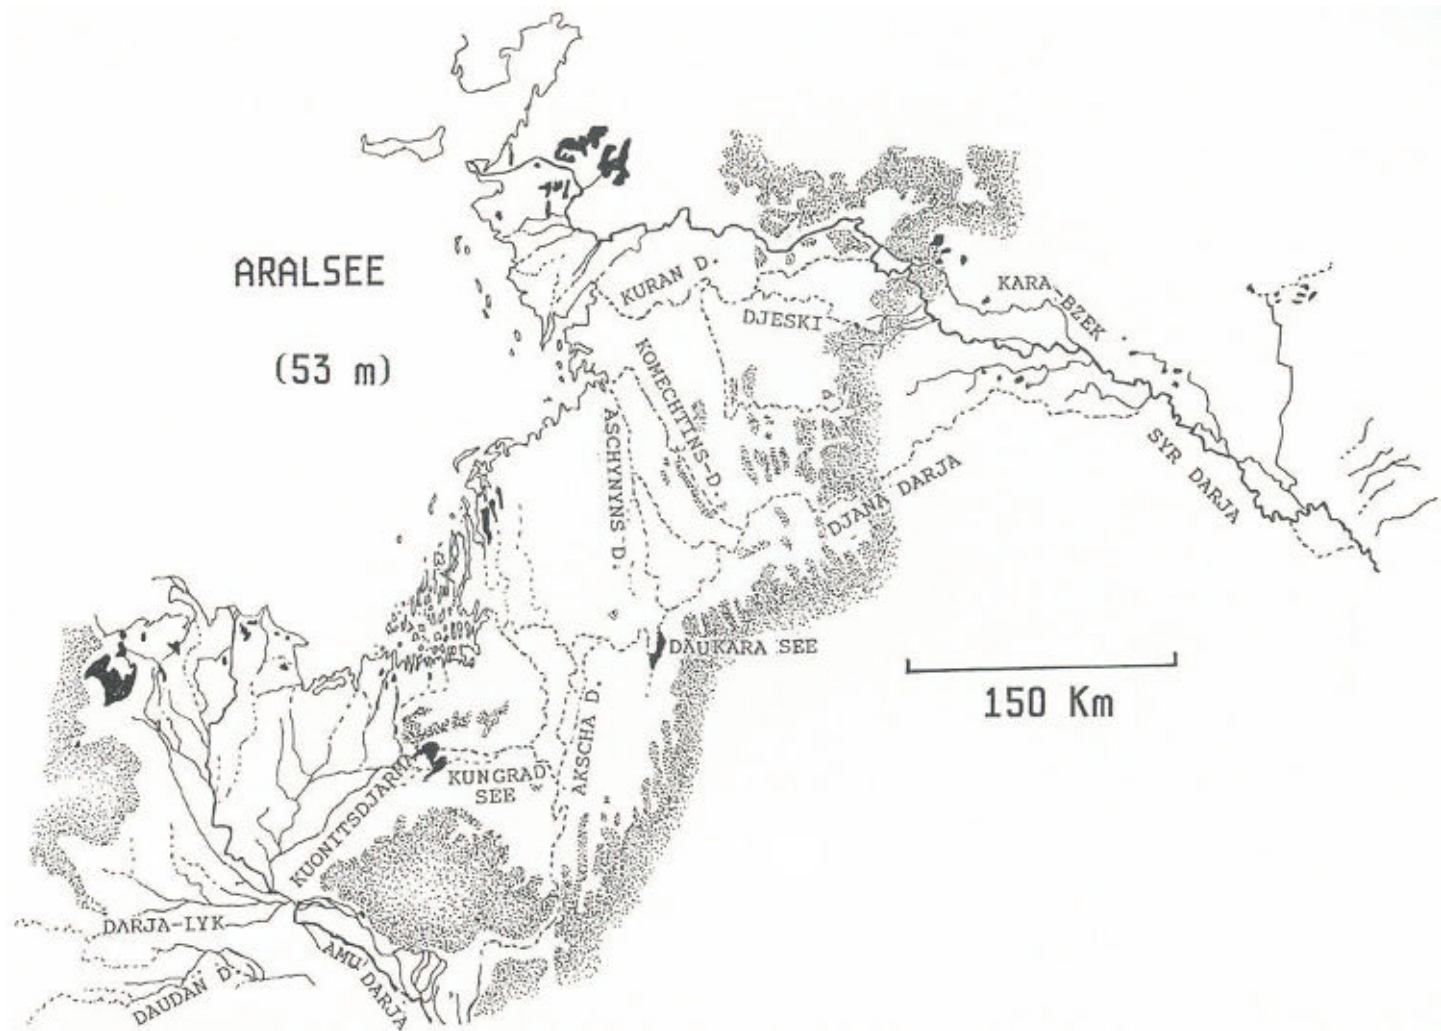 ARALSEE
(53 m)
KURAN D.
DJESKI
KARA-BZEK
KOMECHTINS-D.
ASCHYNYNS D.
DJANA DARJA
SYR DARJA
DAUKARA SEE
150 Km
AKSCHA D.
KUNGRAD
SEE
KUONITSDJARMA
DARJA-LYK
AMU DARJA
DAUDAN D.